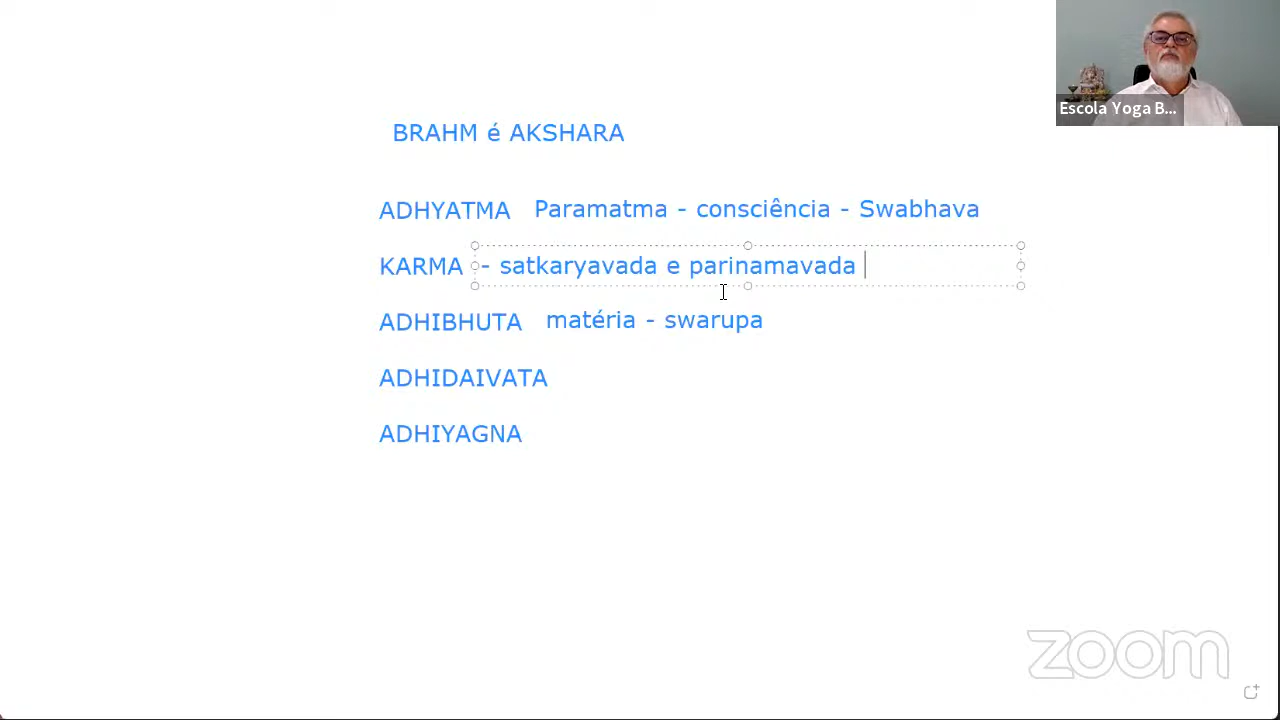 Escola Yoga B...
BRAHM é AKSHARA
ADHYATMA Paramatma - consciência - Swabhava
KARMA - satkaryavada e parinamavada
ADHIBHUTA matéria - swarupa
ADHIDAIVATA
ADHIYAGNA
zoom